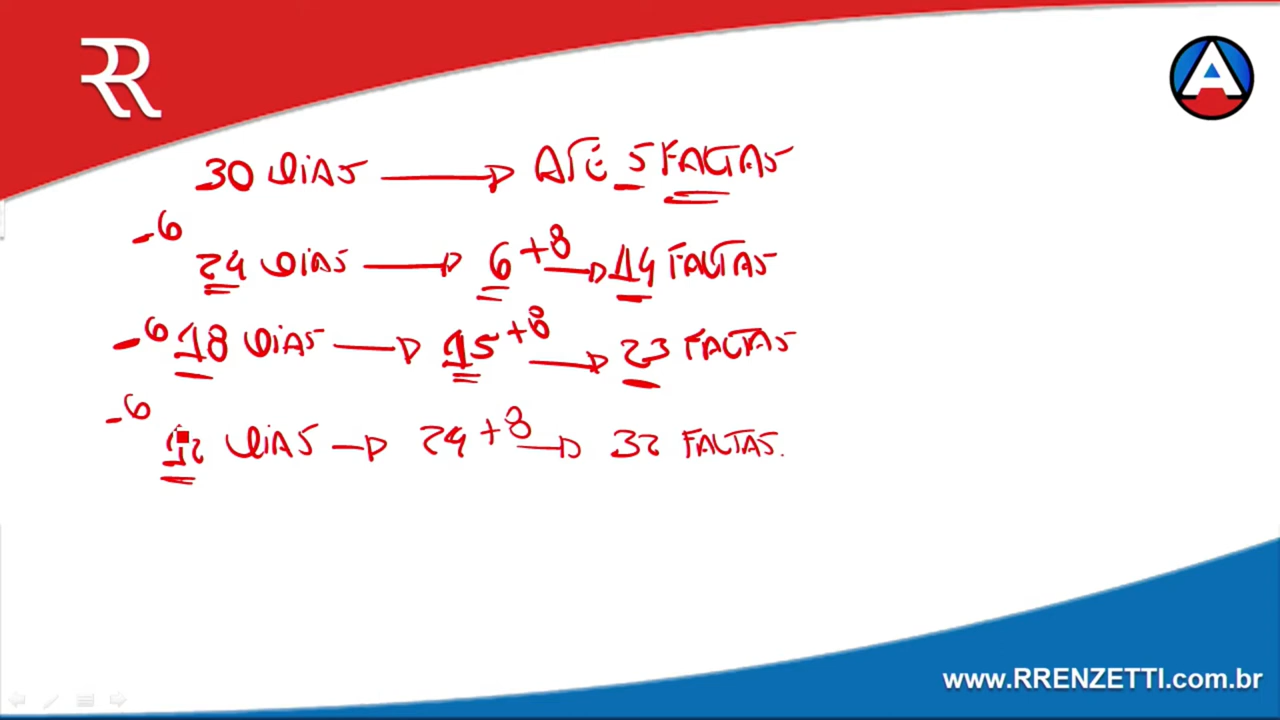 RR
A
30 DIAS → ATÉ 5 FALTAS
-6
24 DIAS → 6 +8 → 14 FALTAS
-6 18 DIAS → 15 +8 → 23 FALTAS
-6
12 DIAS → 24 +8 → 32 FALTAS.
www.RRENZETTI.com.br